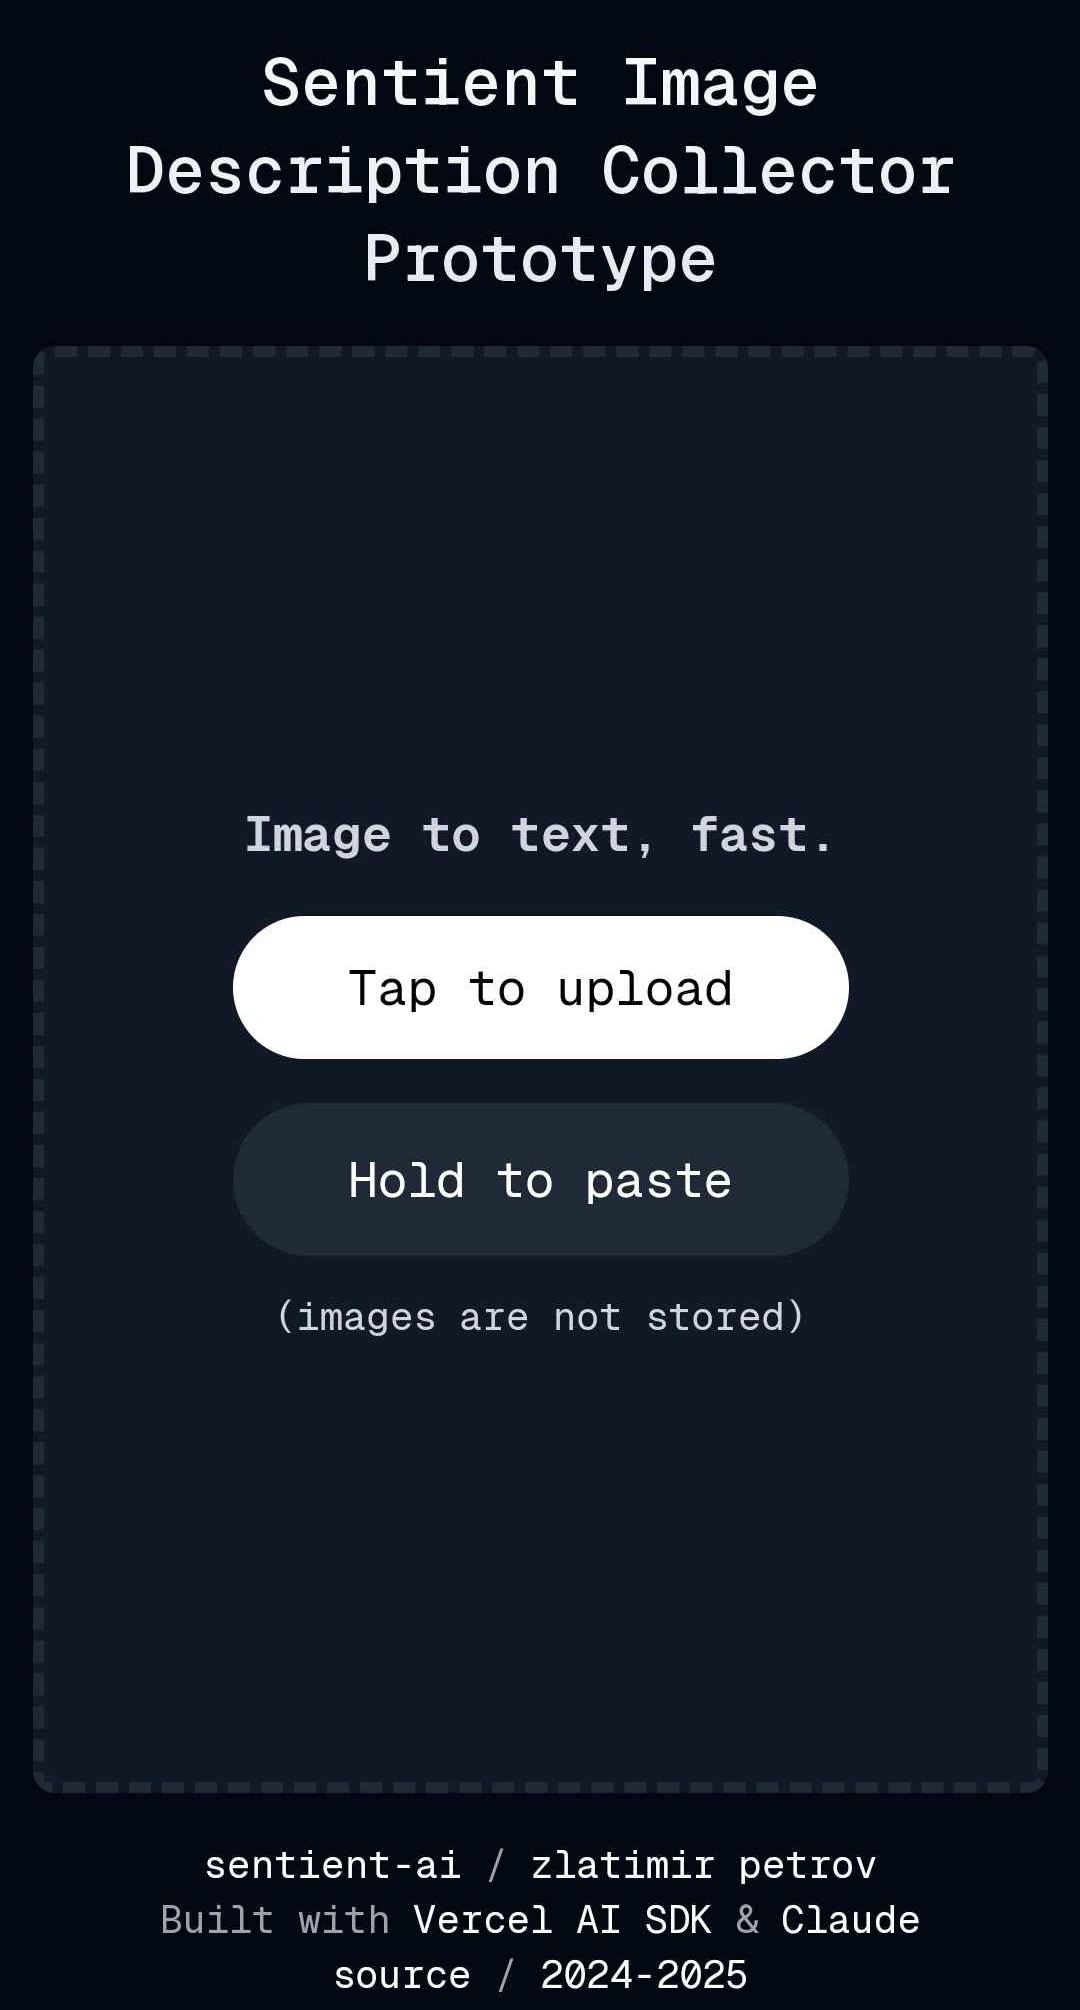 Sentient Image
Description Collector
Prototype
Image to text, fast.
Tap to upload
Hold to paste
(images are not stored)
sentient-ai / zlatimir petrov
Built with Vercel AI SDK & Claude
source / 2024-2025